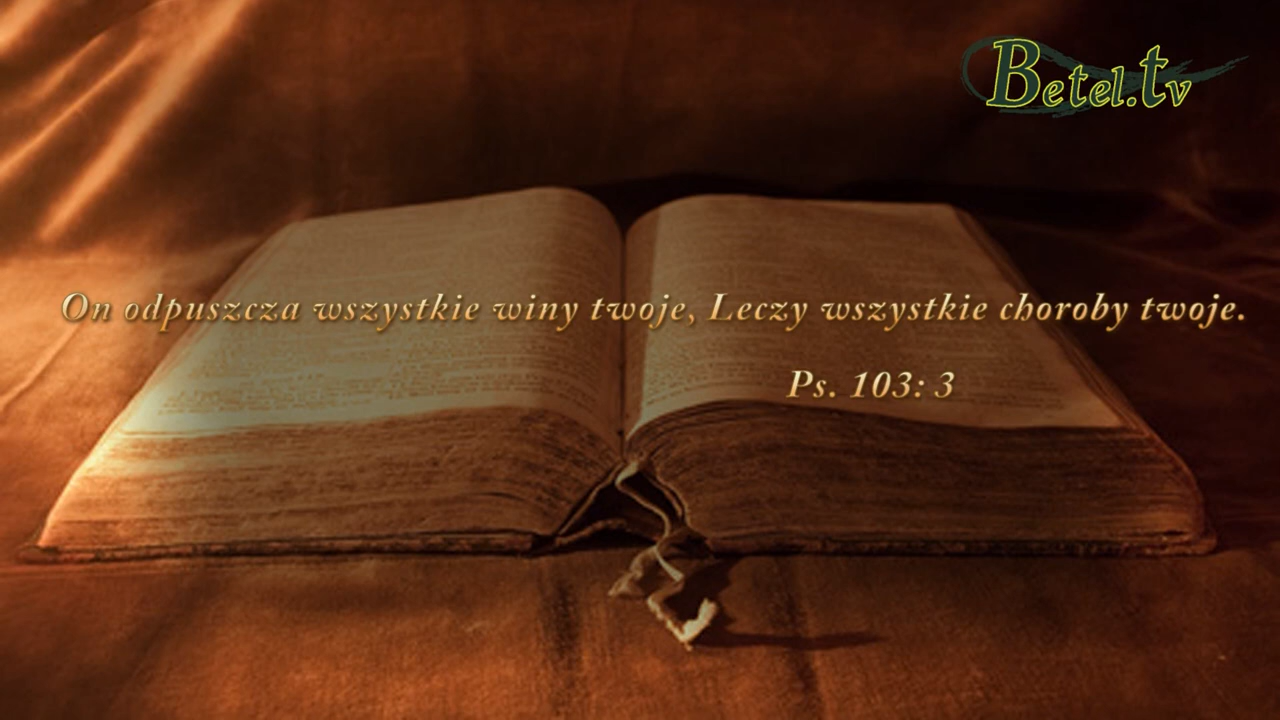 Betel.tv
On odpuszcza wszystkie winy twoje, Leczy wszystkie choroby twoje.
Ps. 103: 3